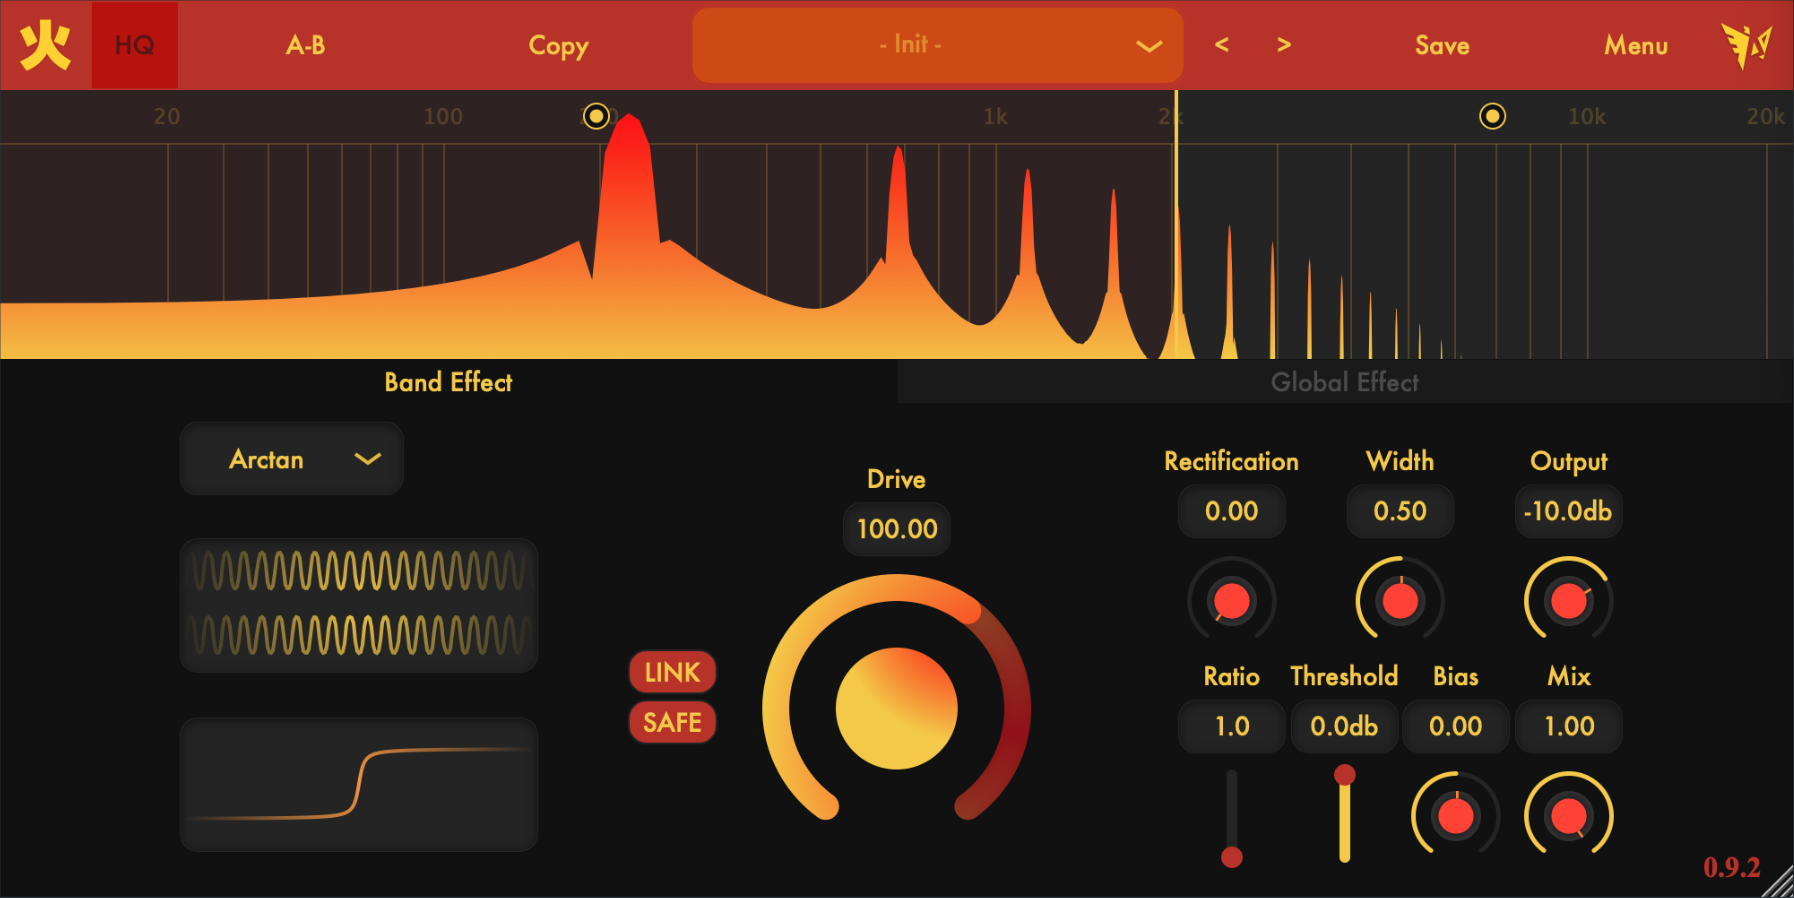 火 HQ A-B Copy - Init - < > Save Menu
20 100 1k 2k 10k 20k
Band Effect Global Effect
Arctan
Drive
100.00
LINK
SAFE
Rectification Width Output
0.00 0.50 -10.0db
Ratio Threshold Bias Mix
1.0 0.0db 0.00 1.00
0.9.2